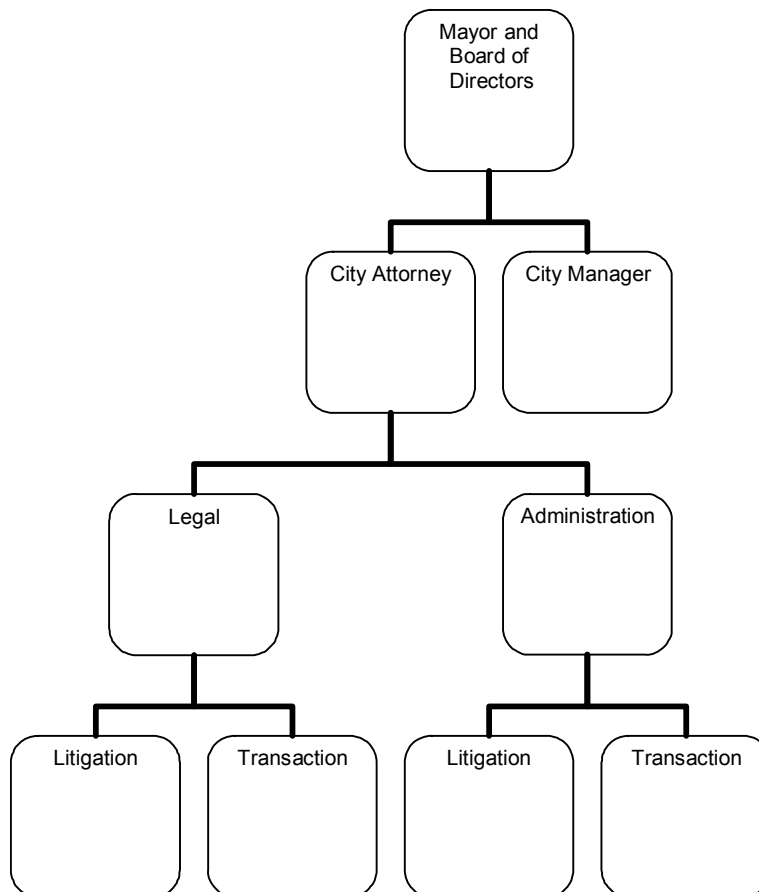 Mayor and
Board of
Directors
City Attorney
City Manager
Legal
Administration
Litigation
Transaction
Litigation
Transaction